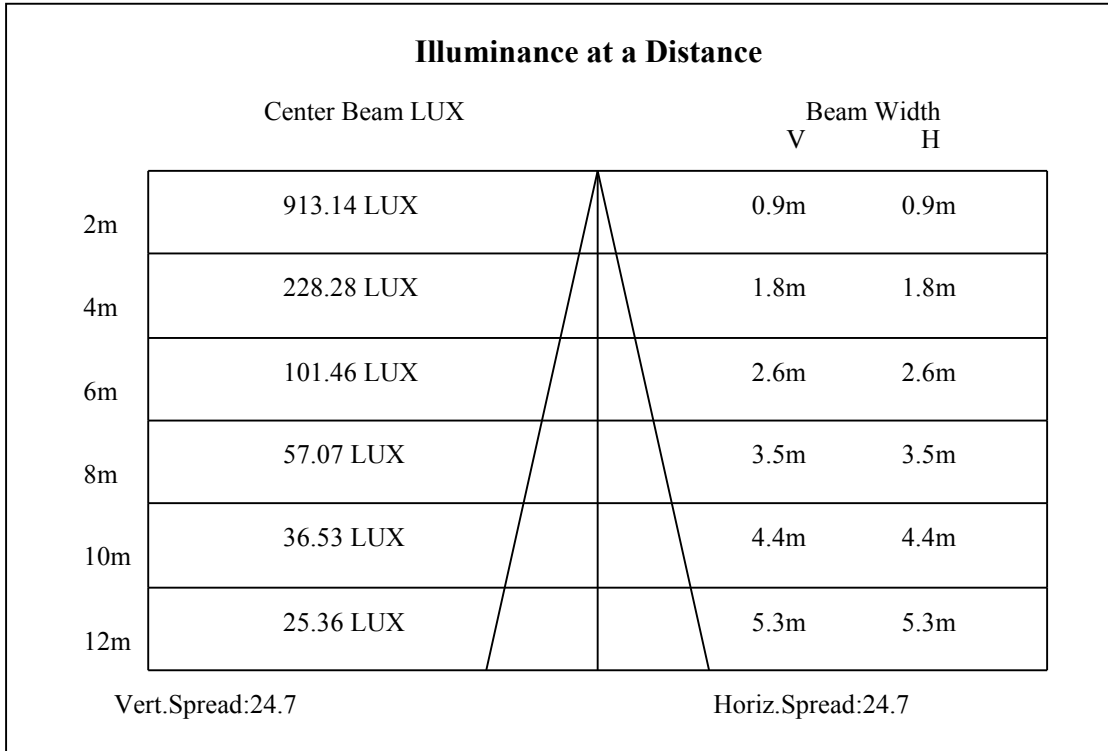 Illuminance at a Distance
Center Beam LUX Beam Width
V H
2m 913.14 LUX 0.9m 0.9m
4m 228.28 LUX 1.8m 1.8m
6m 101.46 LUX 2.6m 2.6m
8m 57.07 LUX 3.5m 3.5m
10m 36.53 LUX 4.4m 4.4m
12m 25.36 LUX 5.3m 5.3m
Vert.Spread:24.7 Horiz.Spread:24.7